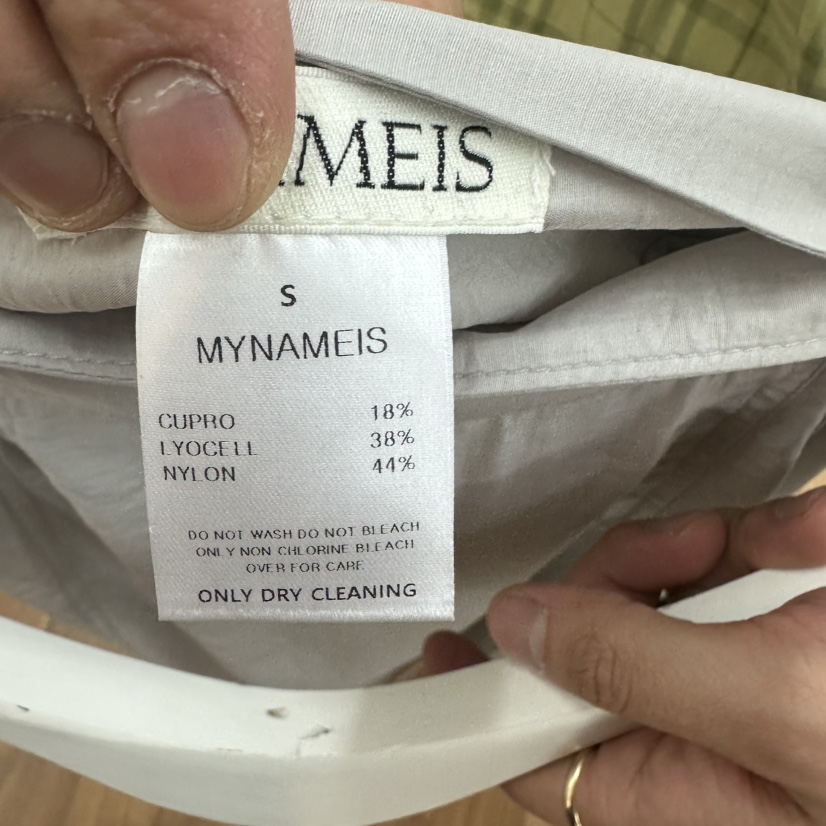 MEIS
S
MYNAMEIS
CUPRO 18%
LYOCELL 38%
NYLON 44%
DO NOT WASH DO NOT BLEACH
ONLY NON CHLORINE BLEACH
OVER FOR CARE
ONLY DRY CLEANING